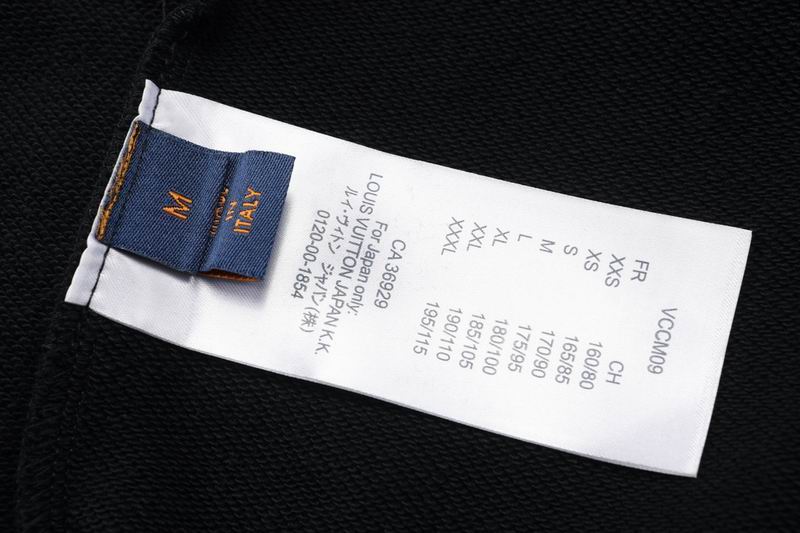 M
ITALY
VCCM09
FR CH
XXS 160/80
XS 165/85
S 170/90
M 175/95
L 180/100
XL 185/105
XXL 190/110
XXXL 195/115
CA36929
For Japan only:
LOUIS VUITTON JAPAN K.K.
ルイ・ヴィトン ジャパン(株)
0120-00-1854